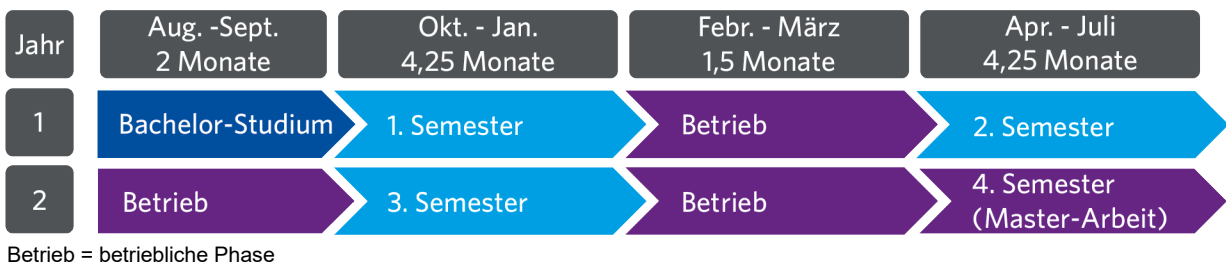 Jahr
Aug. -Sept.
2 Monate
Okt. - Jan.
4,25 Monate
Febr. - März
1,5 Monate
Apr. - Juli
4,25 Monate
1
Bachelor-Studium
1. Semester
Betrieb
2. Semester
2
Betrieb
3. Semester
Betrieb
4. Semester
(Master-Arbeit)
Betrieb = betriebliche Phase